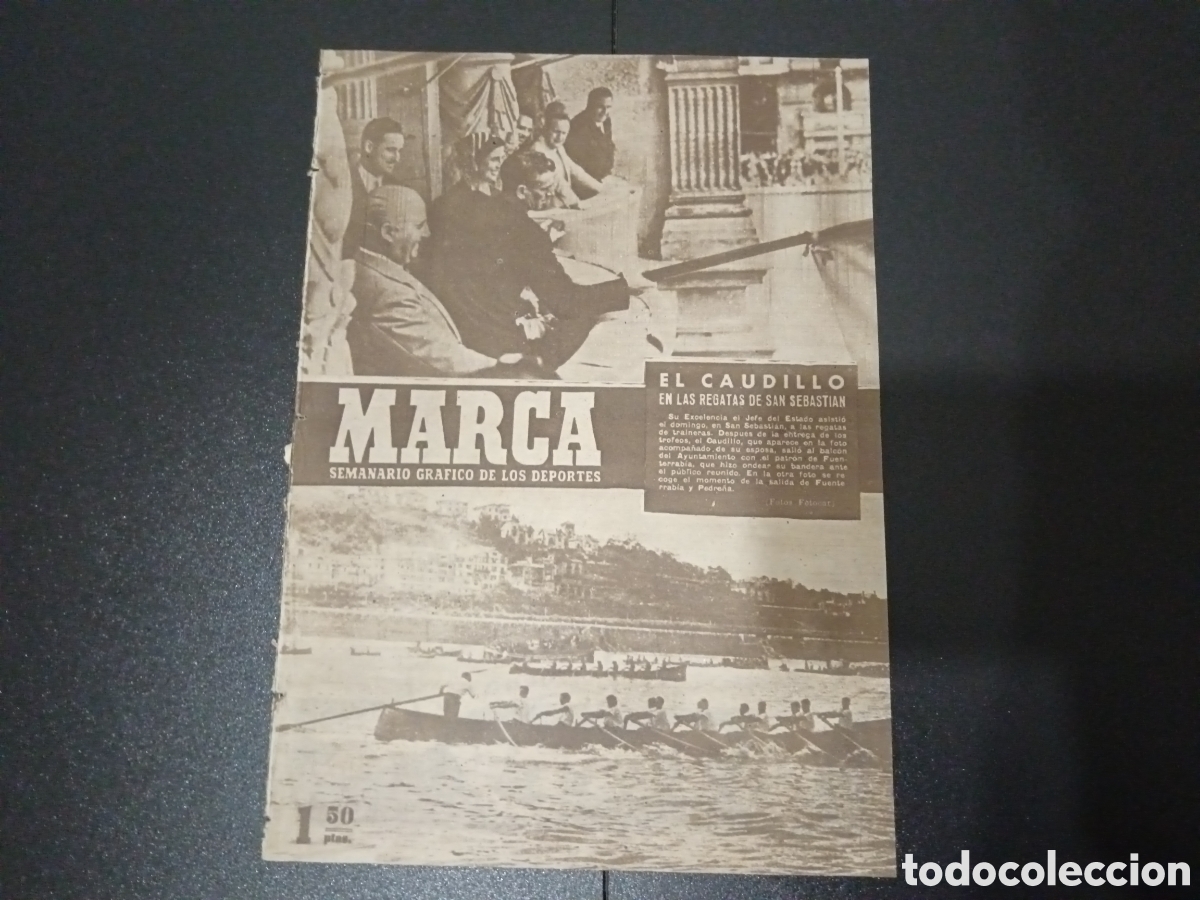 EL CAUDILLO
EN LAS REGATAS DE SAN SEBASTIAN
Su Excelencia el Jefe del Estado asistió
el domingo, en San Sebastián, a las regatas
de traineras. Después de la entrega de los
trofeos, el Caudillo, que aparece en la foto
acompañado de su esposa, salió al balcón
del Ayuntamiento con el patrón de Fuen-
terrabía, que hizo ondear su bandera ante
el público reunido. En la otra foto se re-
coge el momento de la salida de Fuente
rrabía y Pedreña.
(Fotos
MARCA
SEMANARIO GRAFICO DE LOS DEPORTES
1 50
ptas.
todocoleccion